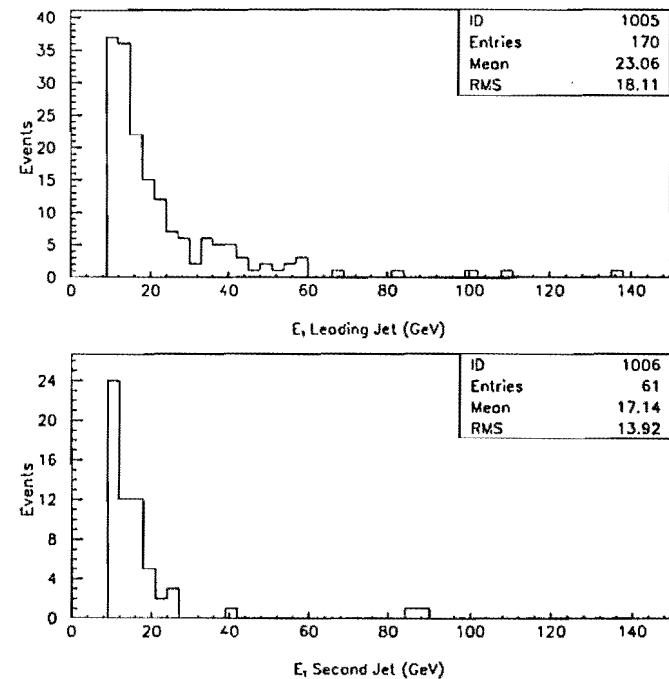 ID 1005
Entries 170
Mean 23.06
RMS 18.11
40
35
30
25
20
15
10
5
0
Events
0 20 40 60 80 100 120 140
Eₜ Leading Jet (GeV)
ID 1006
Entries 61
Mean 17.14
RMS 13.92
24
20
16
12
8
4
0
Events
0 20 40 60 80 100 120 140
Eₜ Second Jet (GeV)